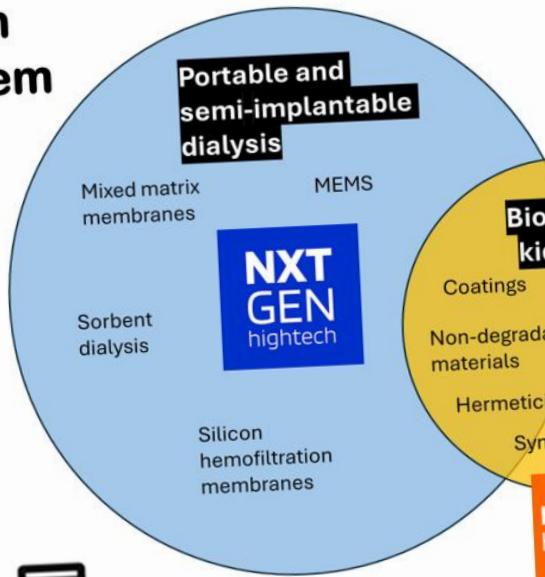 Portable and
semi-implantable
dialysis
Mixed matrix
membranes
MEMS
NXT
GEN
hightech
Sorbent
dialysis
Silicon
hemofiltration
membranes
Coatings
materials
Hermetic